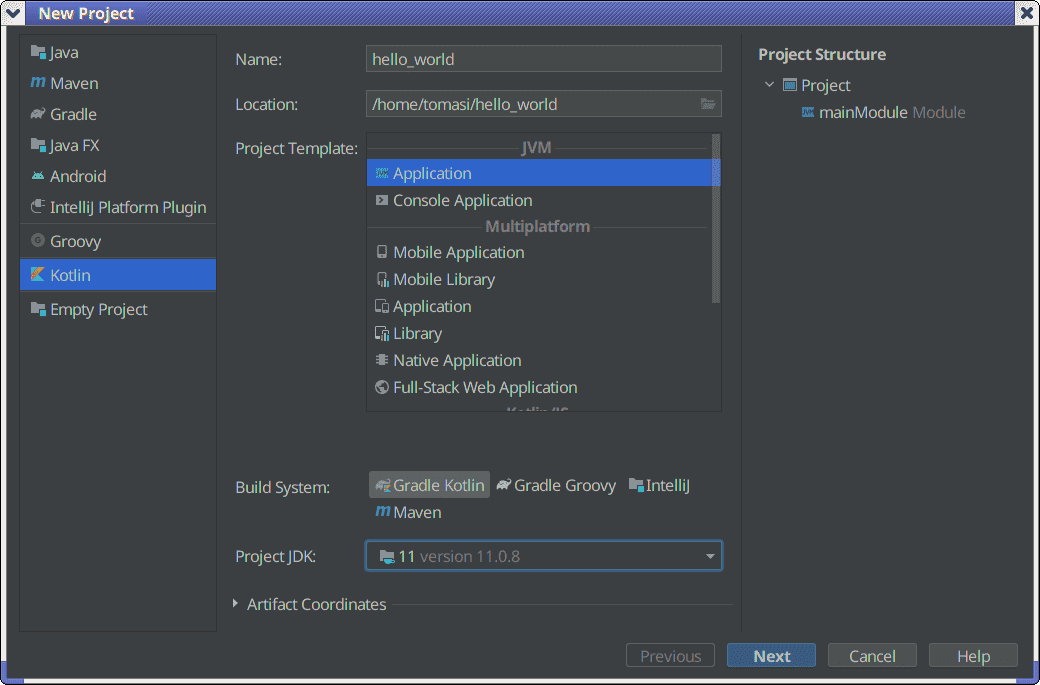 New Project
Java
Maven
Gradle
Java FX
Android
IntelliJ Platform Plugin
Groovy
Kotlin
Empty Project
Name: hello_world
Location: /home/tomasi/hello_world
Project Template:
JVM
Application
Console Application
Multiplatform
Mobile Application
Mobile Library
Application
Library
Native Application
Full-Stack Web Application
Kotlin/JS
Build System: Gradle Kotlin Gradle Groovy IntelliJ
Maven
Project JDK: 11 version 11.0.8
Artifact Coordinates
Project Structure
Project
mainModule Module
Previous Next Cancel Help